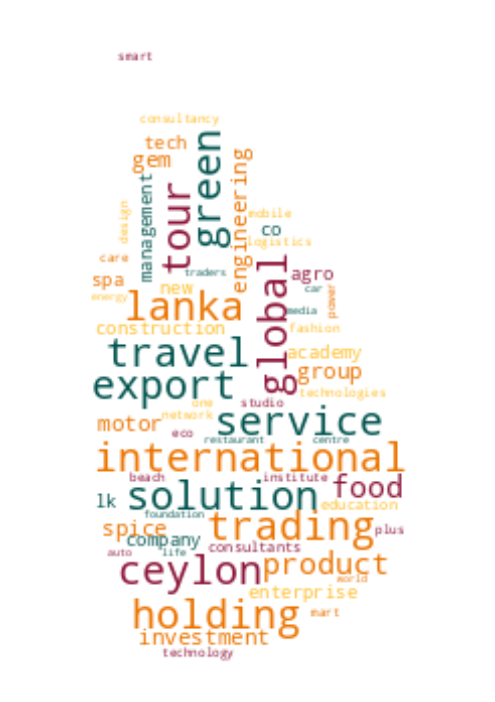 smart
consultancy
tech
green
gem
engineering
management
tour
design
mobile
co
logistics
care
global
agro
spa
traders
car
power
energy
new
lanka
media
construction
fashion
travel
academy
group
export
technologies
one
studio
motor
network
service
eco
restaurant
centre
international
beach
institute
food
lk
solution
education
foundation
spice
trading
plus
company
auto
life
consultants
ceylon
product
world
enterprise
holding
mart
investment
technology